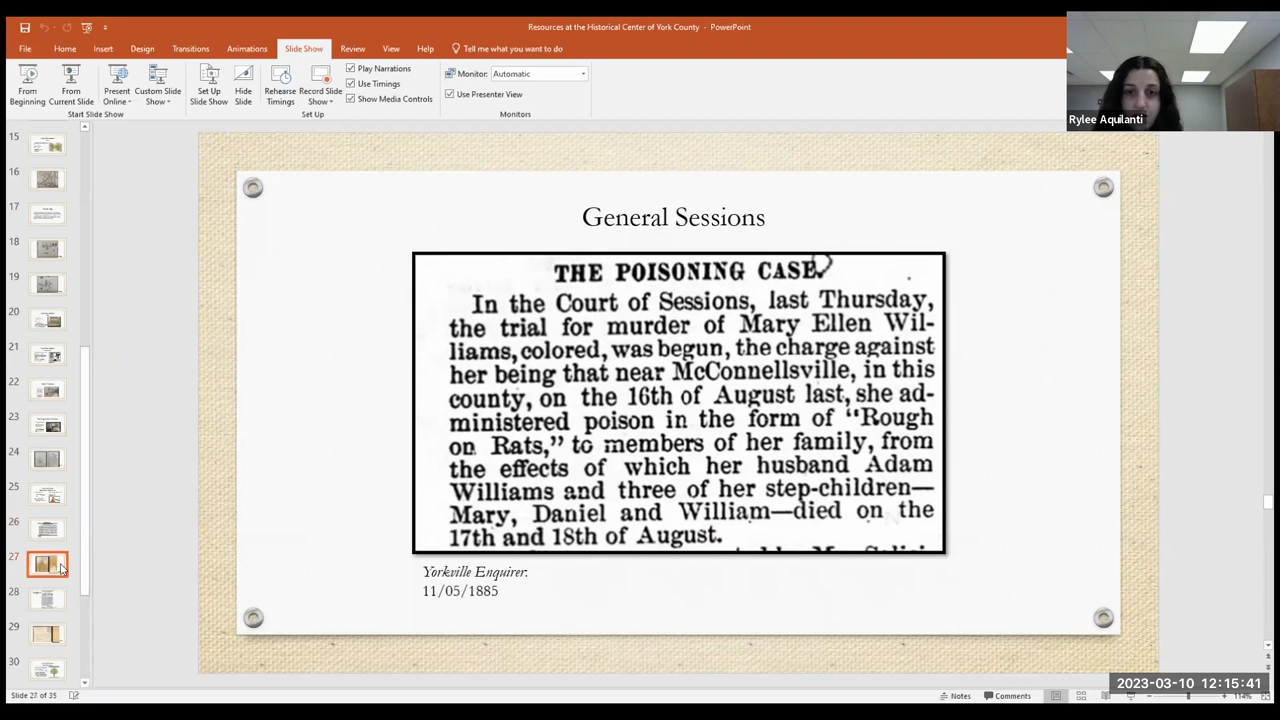 Resources at the Historical Center of York County - PowerPoint
File Home Insert Design Transitions Animations Slide Show Review View Help Tell me what you want to do
From Beginning
From Current Slide
Present Online
Custom Slide Show
Start Slide Show
Set Up Slide Show
Hide Slide
Rehearse Timings
Record Slide Show
Play Narrations
Use Timings
Show Media Controls
Set Up
Monitor: Automatic
Use Presenter View
Monitors
Rylee Aquilanti
15
16
17
18
19
20
21
22
23
24
25
26
27
28
29
30
General Sessions
THE POISONING CASE.
In the Court of Sessions, last Thursday,
the trial for murder of Mary Ellen Wil-
liams, colored, was begun, the charge against
her being that near McConnellsville, in this
county, on the 16th of August last, she ad-
ministered poison in the form of "Rough
on Rats," to members of her family, from
the effects of which her husband Adam
Williams and three of her step-children—
Mary, Daniel and William—died on the
17th and 18th of August.
Yorkville Enquirer.
11/05/1885
2023-03-10 12:15:41
Slide 27 of 35
Notes Comments
114%